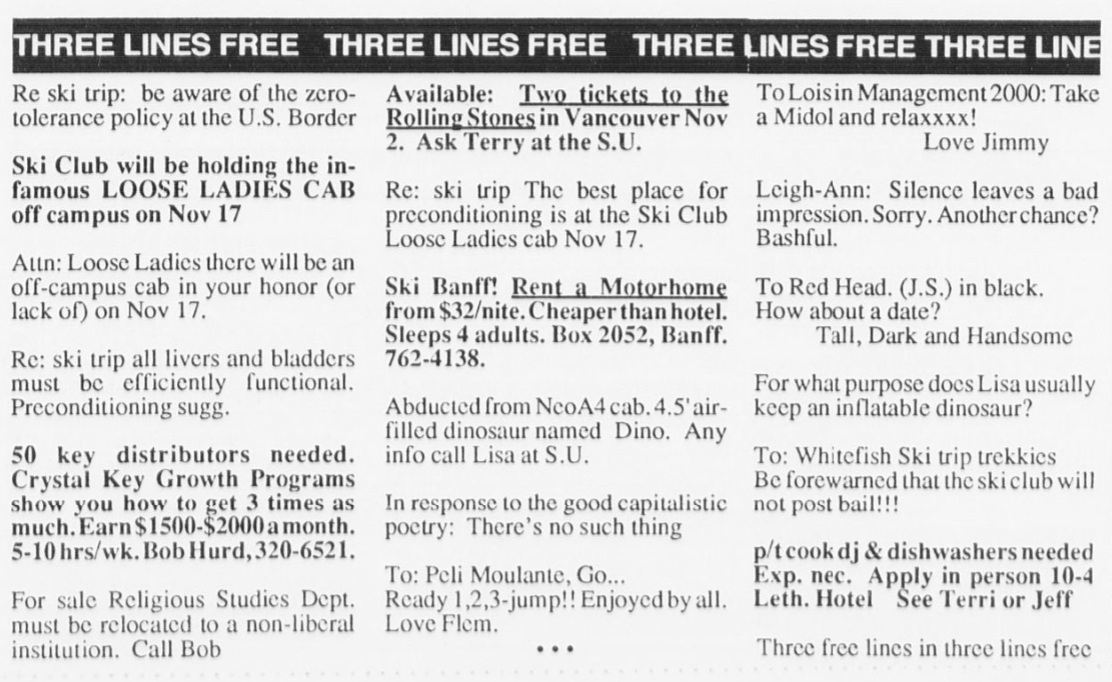 THREE LINES FREE THREE LINES FREE THREE LINES FREE THREE LINE
Re ski trip: be aware of the zero-
tolerance policy at the U.S. Border
Ski Club will be holding the in-
famous LOOSE LADIES CAB
off campus on Nov 17
Attn: Loose Ladies there will be an
off-campus cab in your honor (or
lack of) on Nov 17.
Re: ski trip all livers and bladders
must be efficiently functional.
Preconditioning sugg.
50 key distributors needed.
Crystal Key Growth Programs
show you how to get 3 times as
much. Earn $1500-$2000 a month.
5-10 hrs/wk. Bob Hurd, 320-6521.
For sale Religious Studies Dept.
must be relocated to a non-liberal
institution. Call Bob
Available: Two tickets to the
Rolling Stones in Vancouver Nov
2. Ask Terry at the S.U.
Re: ski trip The best place for
preconditioning is at the Ski Club
Loose Ladies cab Nov 17.
Ski Banff! Rent a Motorhome
from $32/nite. Cheaper than hotel.
Sleeps 4 adults. Box 2052, Banff.
762-4138.
Abducted from NeoA4 cab. 4.5' air-
filled dinosaur named Dino. Any
info call Lisa at S.U.
In response to the good capitalistic
poetry: There's no such thing
To: Peli Moulante, Go...
Ready 1,2,3-jump!! Enjoyed by all.
Love Flem.
• • •
To Lois in Management 2000: Take
a Midol and relaxxxx!
Love Jimmy
Leigh-Ann: Silence leaves a bad
impression. Sorry. Another chance?
Bashful.
To Red Head. (J.S.) in black.
How about a date?
Tall, Dark and Handsome
For what purpose does Lisa usually
keep an inflatable dinosaur?
To: Whitefish Ski trip trekkies
Be forewarned that the ski club will
not post bail!!!
p/t cook dj & dishwashers needed
Exp. nec. Apply in person 10-4
Leth. Hotel See Terri or Jeff
Three free lines in three lines free